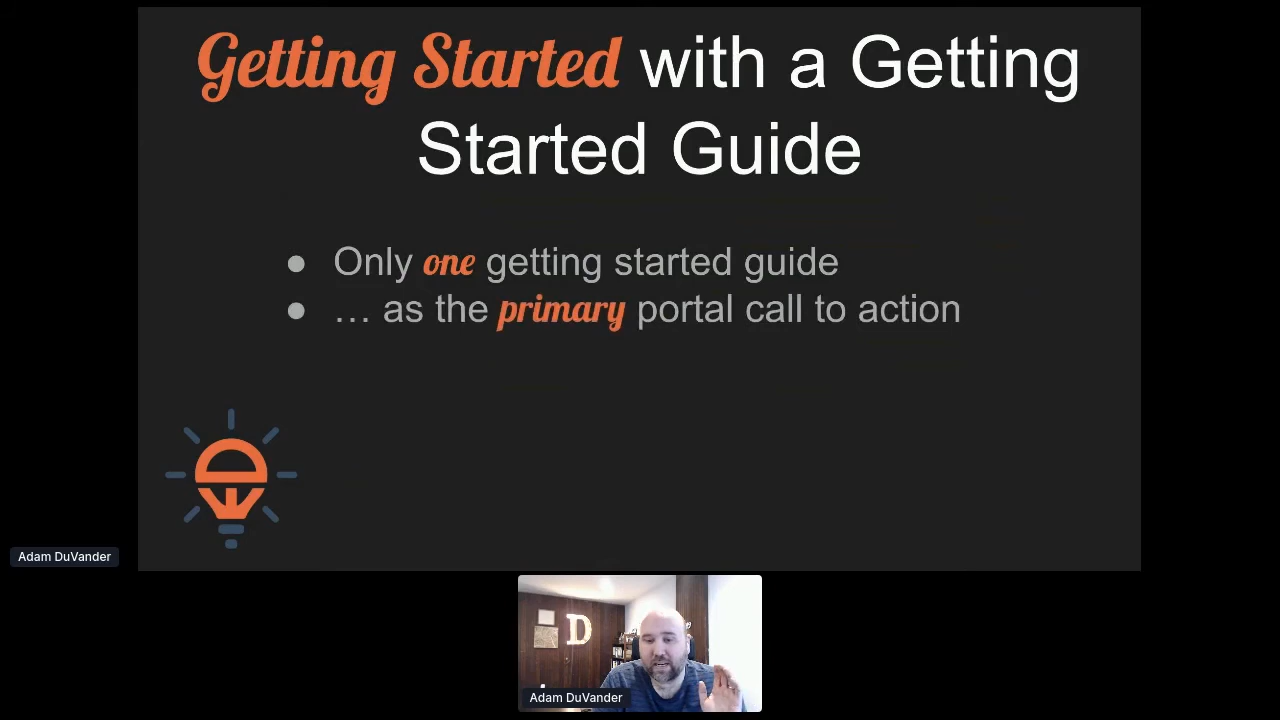 Getting Started with a Getting
Started Guide
● Only one getting started guide
● … as the primary portal call to action
Adam DuVander
D
Adam DuVander